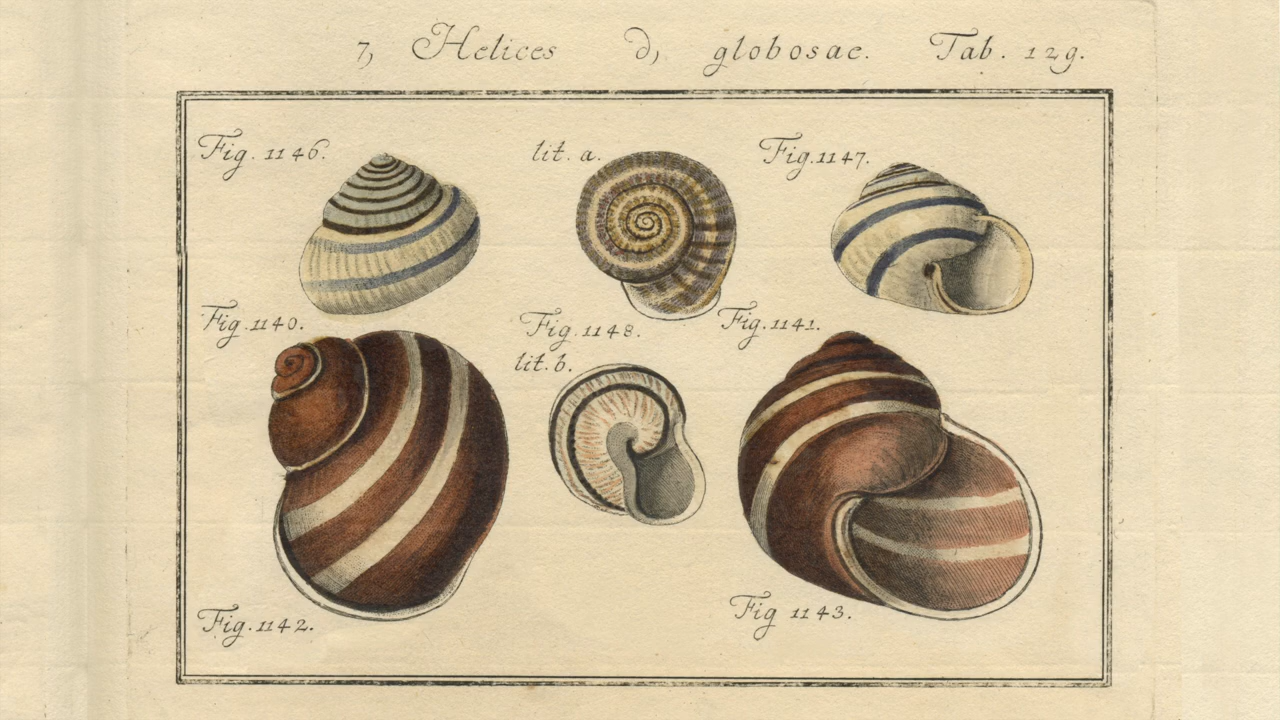 7, Helices d, globosae. Tab. 129.
Fig. 1146. lit. a. Fig. 1147.
Fig. 1140. Fig. 1148. Fig. 1141.
lit. b.
Fig. 1142. Fig 1143.